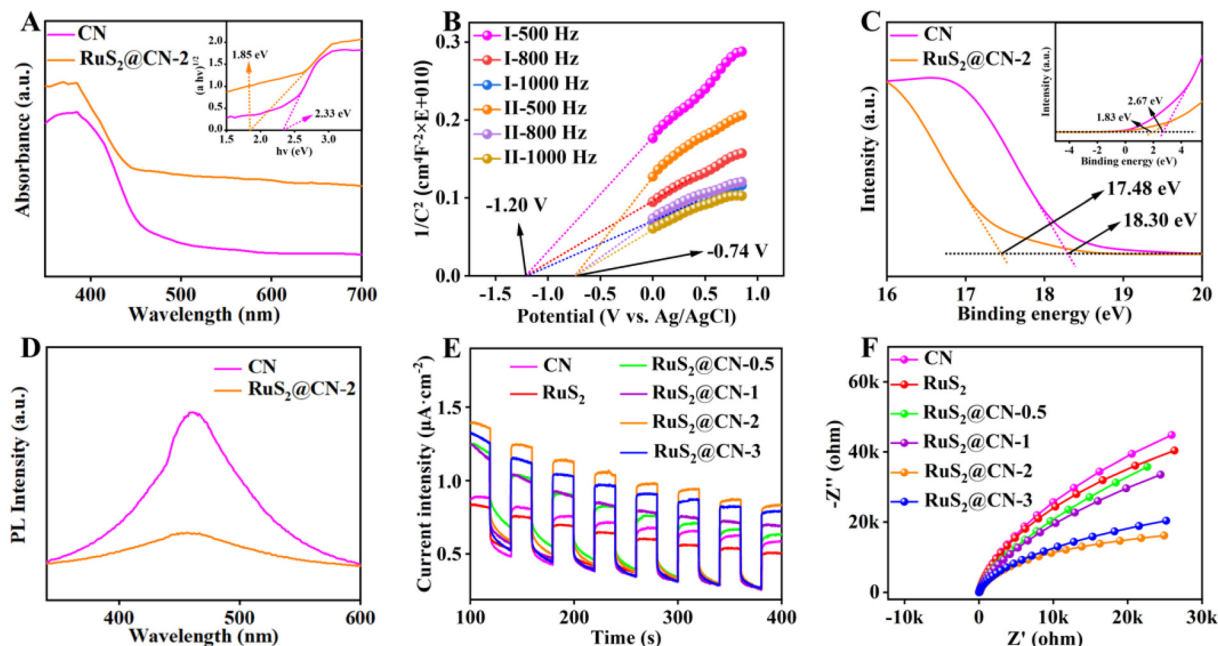 A
CN
RuS₂@CN-2
Absorbance (a.u.)
Wavelength (nm)
400
500
600
700
(a hv)¹/²
2.0
1.5
1.0
0.5
0.0
1.85 eV
2.33 eV
1.5
2.0
2.5
3.0
hv (eV)
B
I-500 Hz
I-800 Hz
I-1000 Hz
II-500 Hz
II-800 Hz
II-1000 Hz
1/C² (cm⁴F⁻²×E+010)
0.3
0.2
0.1
0.0
-1.20 V
-0.74 V
-1.5
-1.0
-0.5
0.0
0.5
1.0
Potential (V vs. Ag/AgCl)
C
CN
RuS₂@CN-2
Intensity (a.u.)
17.48 eV
18.30 eV
16
17
18
19
20
Binding energy (eV)
Intensity (a.u.)
2.67 eV
1.83 eV
-4
-2
0
2
4
Binding energy (eV)
D
CN
RuS₂@CN-2
PL Intensity (a.u.)
400
500
600
Wavelength (nm)
E
CN
RuS₂
RuS₂@CN-0.5
RuS₂@CN-1
RuS₂@CN-2
RuS₂@CN-3
Current intensity (μA·cm⁻²)
1.5
1.0
0.5
100
200
300
400
Time (s)
F
CN
RuS₂
RuS₂@CN-0.5
RuS₂@CN-1
RuS₂@CN-2
RuS₂@CN-3
-Z'' (ohm)
60k
40k
20k
0
-10k
0
10k
20k
30k
Z' (ohm)